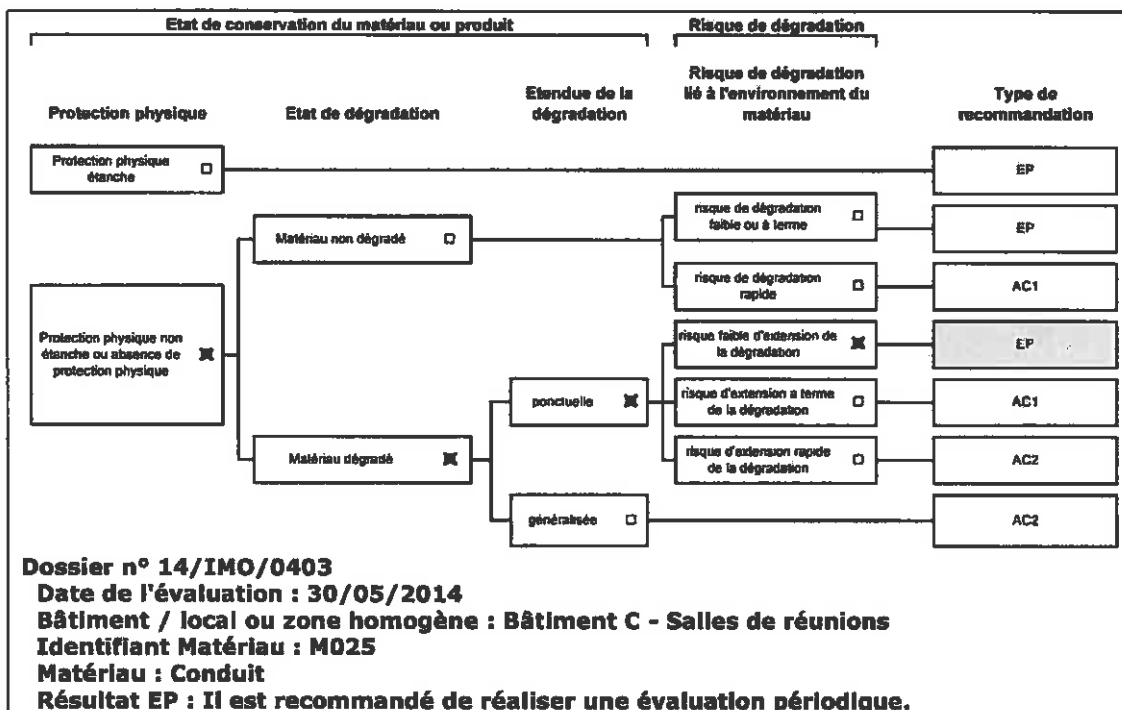 Etat de conservation du matériau ou produit
Risque de dégradation
Protection physique
Etat de dégradation
Etendue de la
dégradation
Risque de dégradation
lié à l'environnement du
matériau
Type de
recommandation
Protection physique
étanche
EP
Matériau non dégradé
risque de dégradation
faible ou à terme
EP
risque de dégradation
rapide
AC1
Protection physique non
étanche ou absence de
protection physique
risque faible d'extension de
la dégradation
EP
ponctuelle
risque d'extension a terme
de la dégradation
AC1
Matériau dégradé
risque d'extension rapide
de la dégradation
AC2
généralisée
AC2
Dossier n° 14/IMO/0403
Date de l'évaluation : 30/05/2014
Bâtiment / local ou zone homogène : Bâtiment C - Salles de réunions
Identifiant Matériau : M025
Matériau : Conduit
Résultat EP : Il est recommandé de réaliser une évaluation périodique.